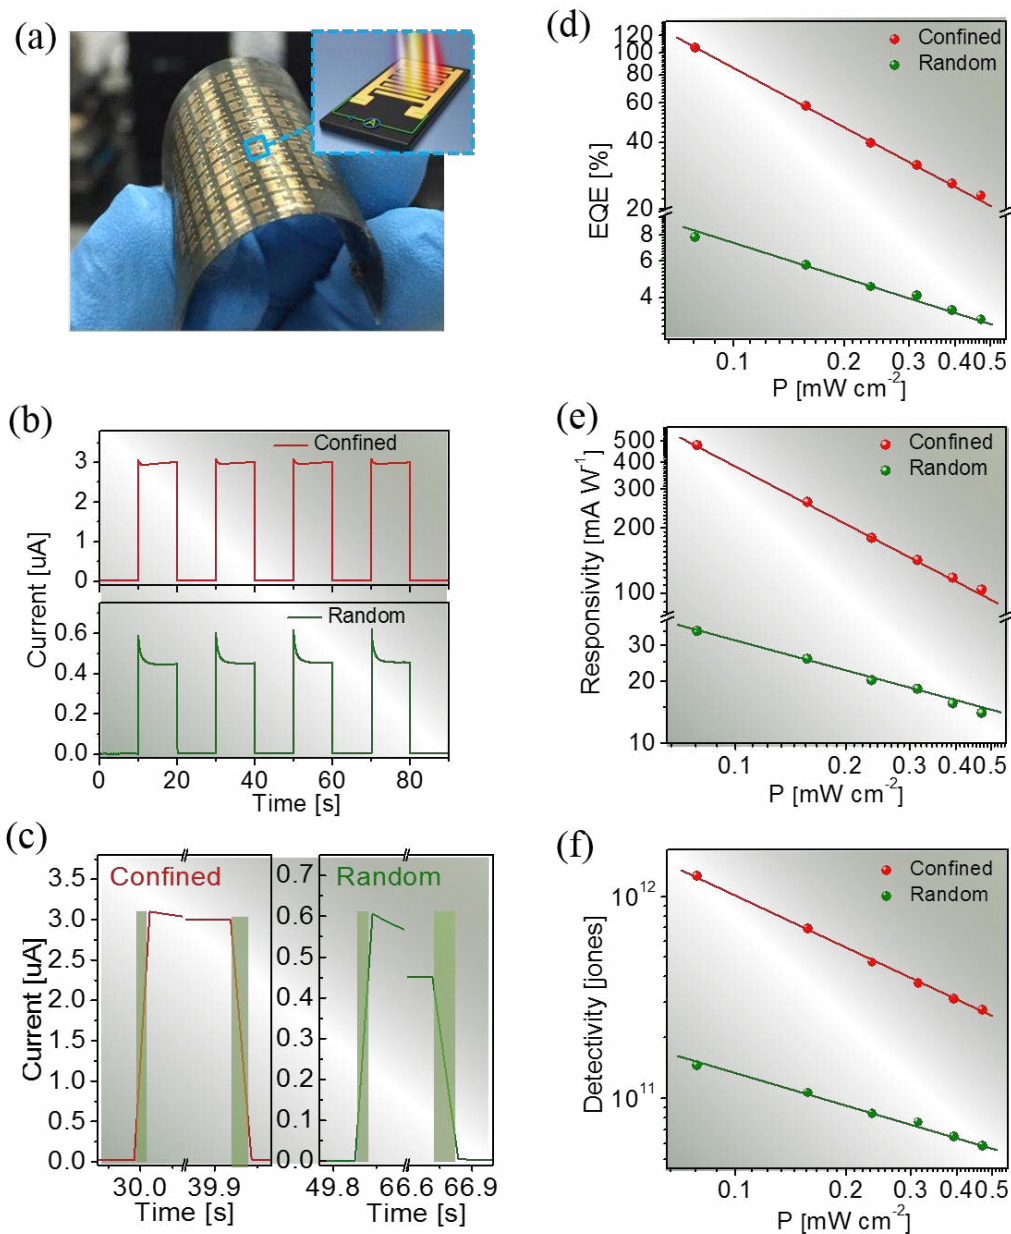 (a)
A
(b)
Confined
3
2
1
0
Random
0.6
0.4
0.2
0.0
Current [uA]
0 20 40 60 80
Time [s]
(c)
Confined
3.5
3.0
2.5
2.0
1.5
1.0
0.5
0.0
Current [uA]
30.0 39.9
Time [s]
Random
0.7
0.6
0.5
0.4
0.3
0.2
0.1
0.0
49.8 66.6 66.9
Time [s]
(d)
Confined
Random
120
100
80
60
40
20
8
6
4
EQE [%]
0.1 0.2 0.3 0.4 0.5
P [mW cm⁻²]
(e)
Confined
Random
500
400
300
200
100
30
20
10
Responsivity [mA W⁻¹]
0.1 0.2 0.3 0.4 0.5
P [mW cm⁻²]
(f)
Confined
Random
10¹²
10¹¹
Detectivity [jones]
0.1 0.2 0.3 0.4 0.5
P [mW cm⁻²]